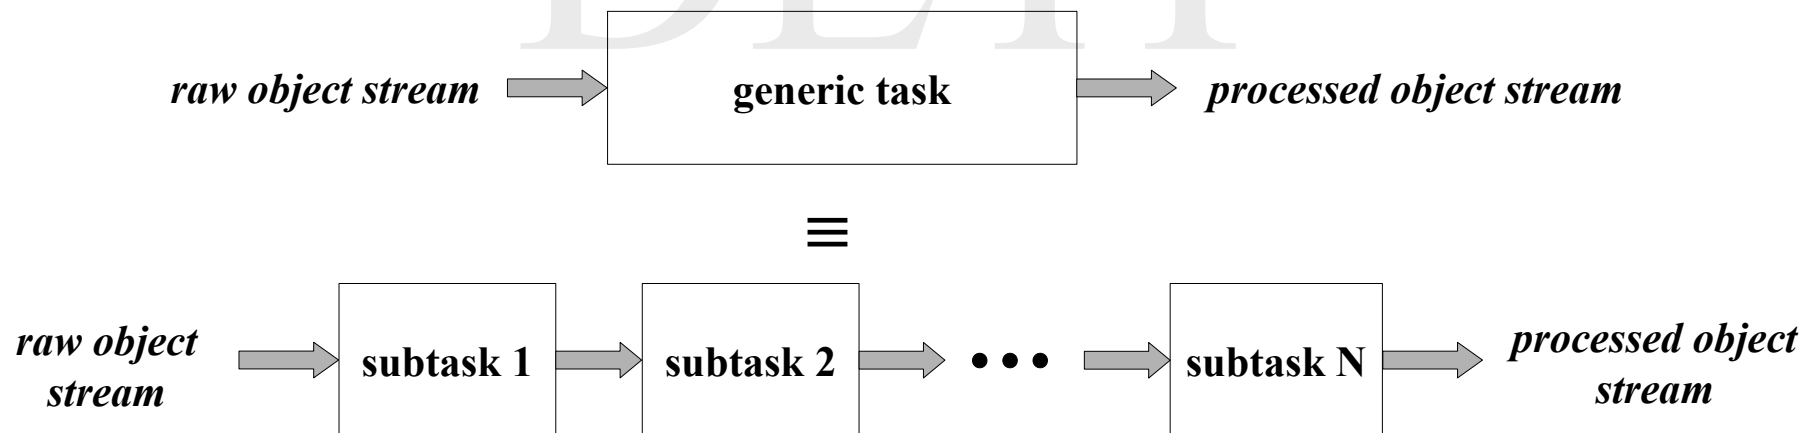 raw object stream generic task processed object stream
≡
raw object
stream
subtask 1 subtask 2 ● ● ● subtask N
processed object
stream